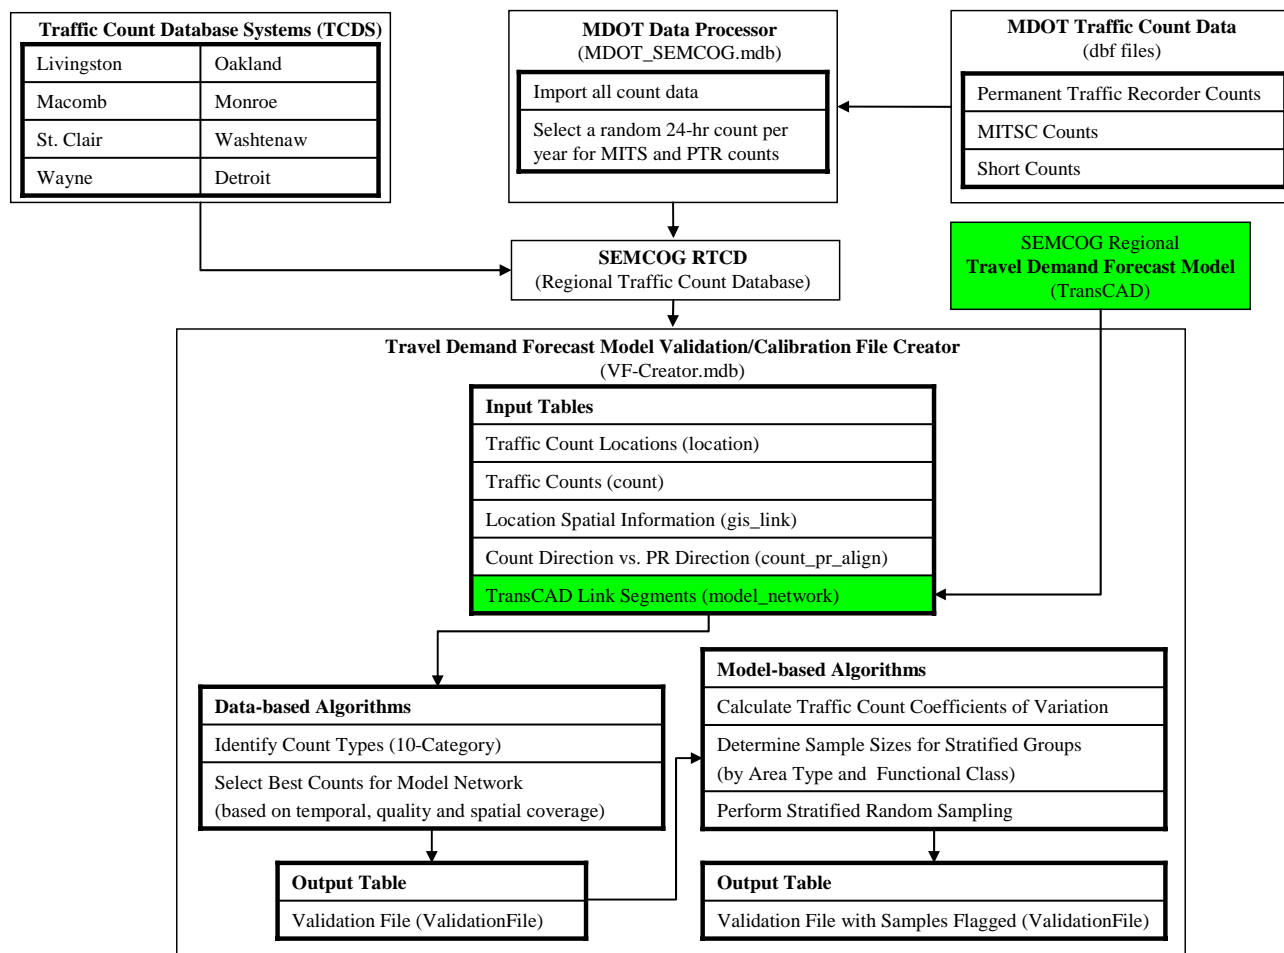 Traffic Count Database Systems (TCDS)
Livingston
Oakland
Macomb
Monroe
St. Clair
Washtenaw
Wayne
Detroit
MDOT Data Processor
(MDOT_SEMCOG.mdb)
Import all count data
Select a random 24-hr count per
year for MITS and PTR counts
MDOT Traffic Count Data
(dbf files)
Permanent Traffic Recorder Counts
MITSC Counts
Short Counts
SEMCOG RTCD
(Regional Traffic Count Database)
SEMCOG Regional
Travel Demand Forecast Model
(TransCAD)
Travel Demand Forecast Model Validation/Calibration File Creator
(VF-Creator.mdb)
Input Tables
Traffic Count Locations (location)
Traffic Counts (count)
Location Spatial Information (gis_link)
Count Direction vs. PR Direction (count_pr_align)
TransCAD Link Segments (model_network)
Data-based Algorithms
Identify Count Types (10-Category)
Select Best Counts for Model Network
(based on temporal, quality and spatial coverage)
Output Table
Validation File (ValidationFile)
Model-based Algorithms
Calculate Traffic Count Coefficients of Variation
Determine Sample Sizes for Stratified Groups
(by Area Type and Functional Class)
Perform Stratified Random Sampling
Output Table
Validation File with Samples Flagged (ValidationFile)